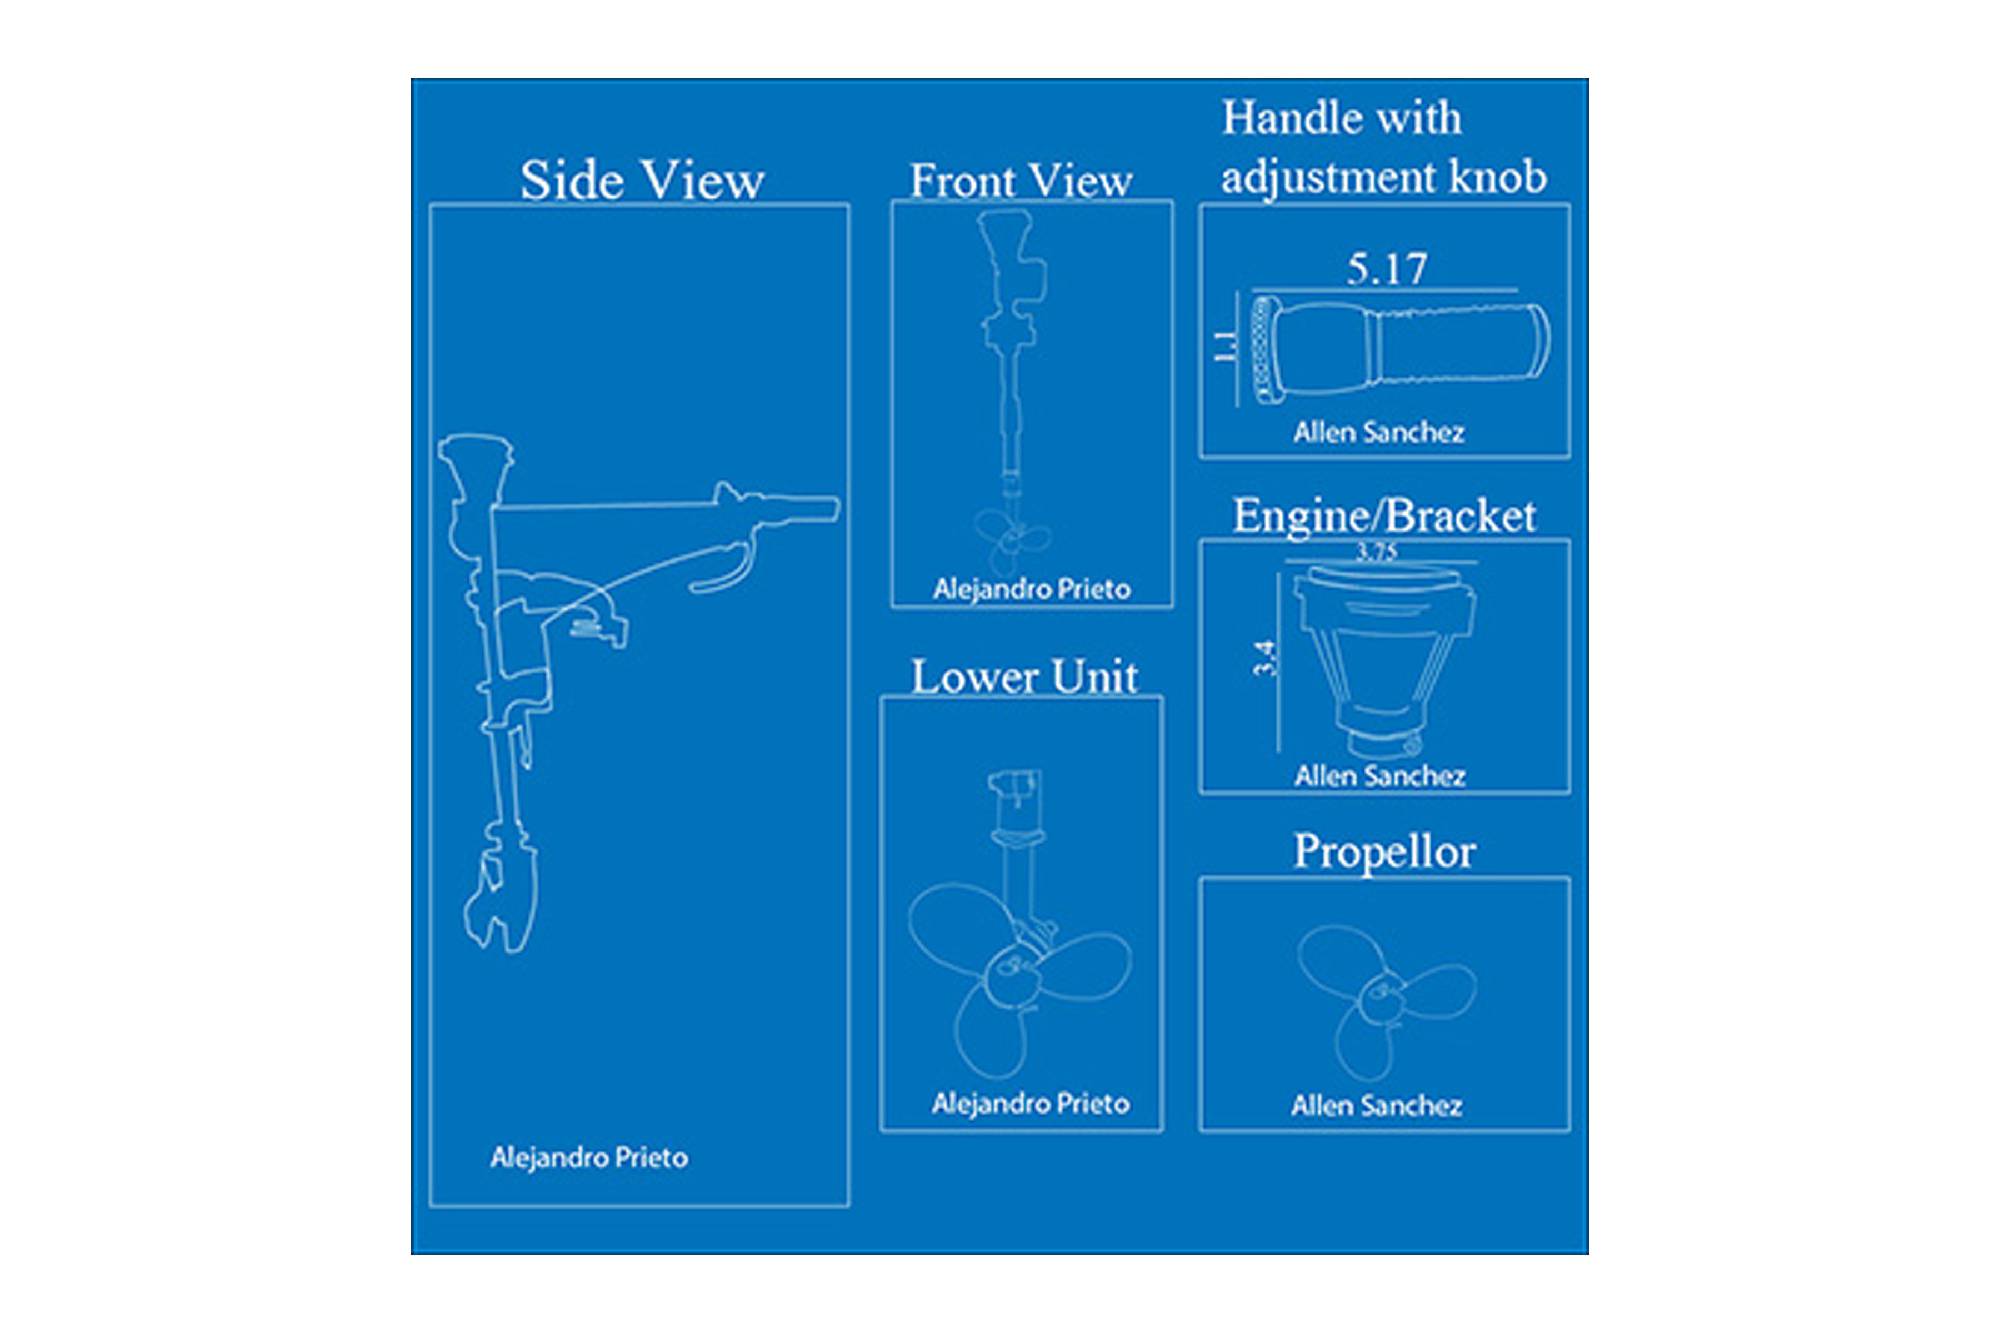 Side View
Alejandro Prieto
Front View
Alejandro Prieto
Lower Unit
Alejandro Prieto
Handle with
adjustment knob
5.17
1.1
Allen Sanchez
Engine/Bracket
3.75
3.4
Allen Sanchez
Propellor
Allen Sanchez